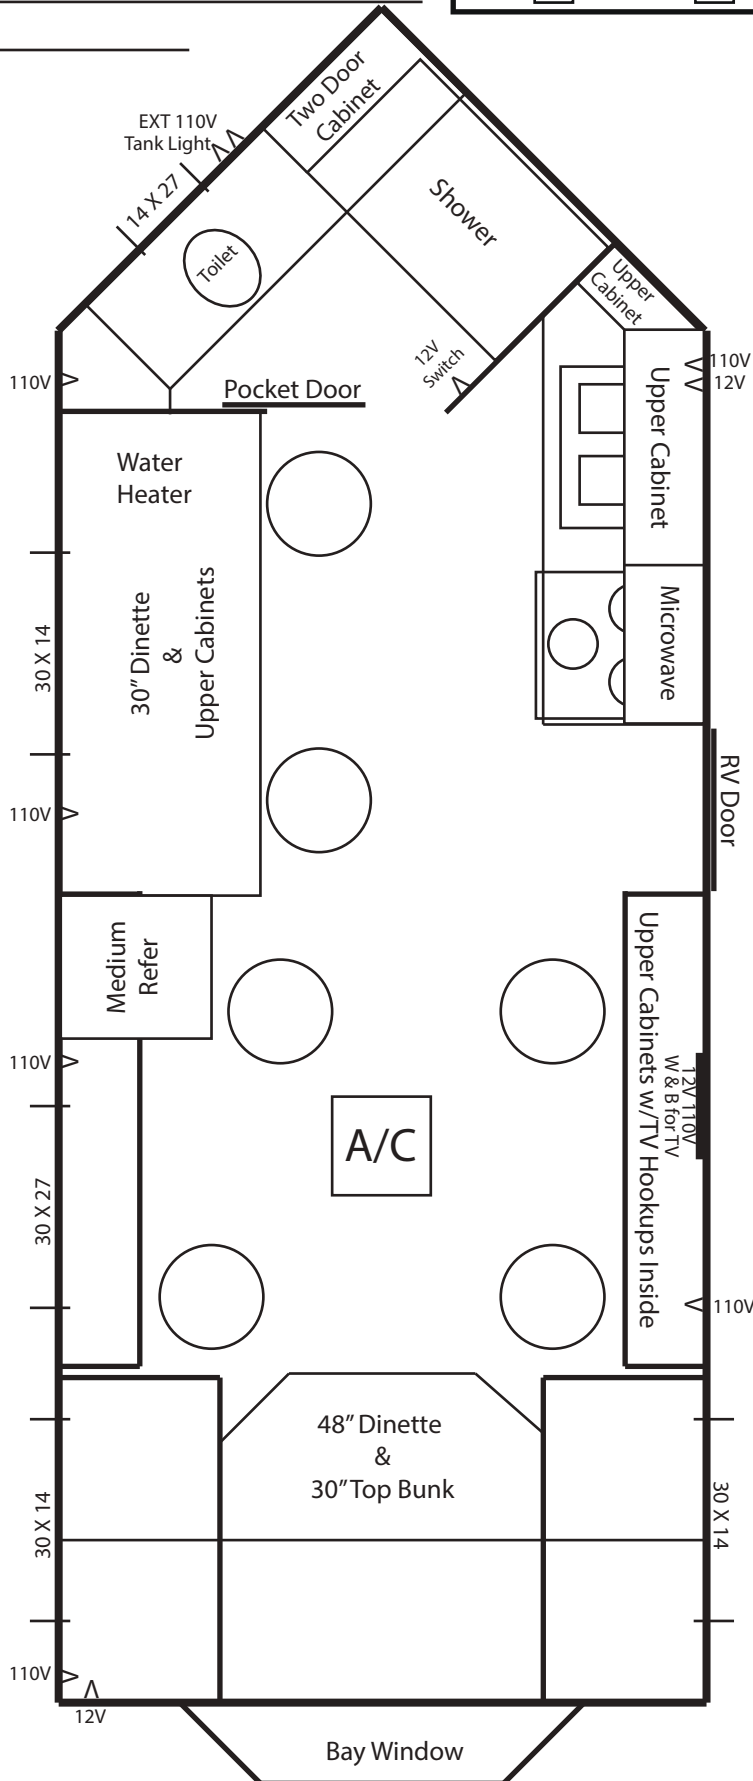 Two Door
Cabinet
EXT 110V
Tank Light
14 X 27
Toilet
Shower
Upper
Cabinet
12V
Switch
110V
Pocket Door
110V
12V
Upper Cabinet
Water
Heater
30" Dinette
&
Upper Cabinets
30 X 14
Microwave
110V
RV Door
Medium
Refer
110V
Upper Cabinets w/TV Hookups Inside
12V 110V
W & B for TV
A/C
30 X 27
110V
48" Dinette
&
30" Top Bunk
30 X 14
30 X 14
110V
12V
Bay Window